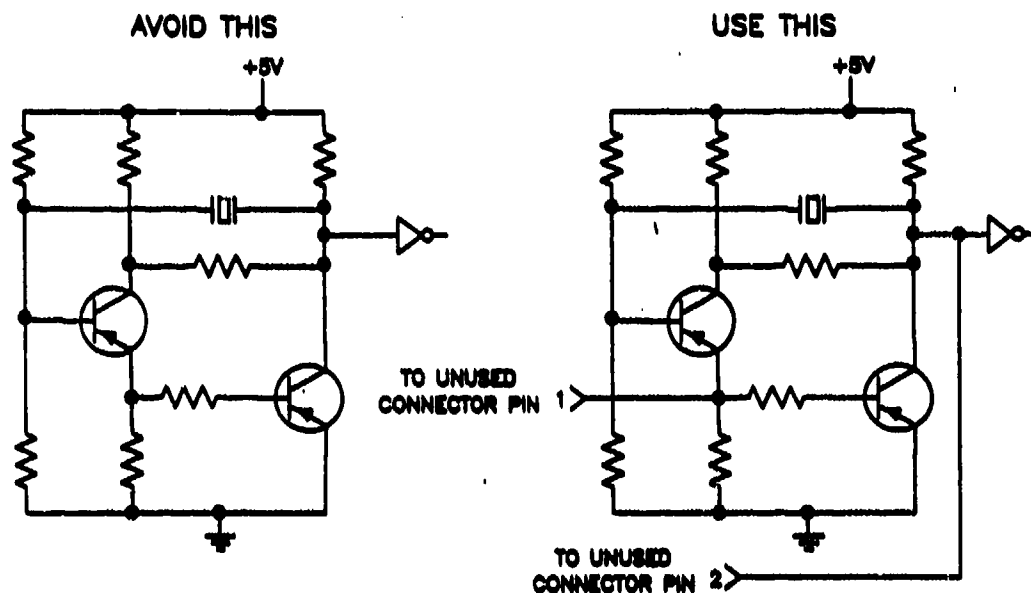 AVOID THIS
USE THIS
+5V
+5V
TO UNUSED
CONNECTOR PIN 1
TO UNUSED
CONNECTOR PIN 2